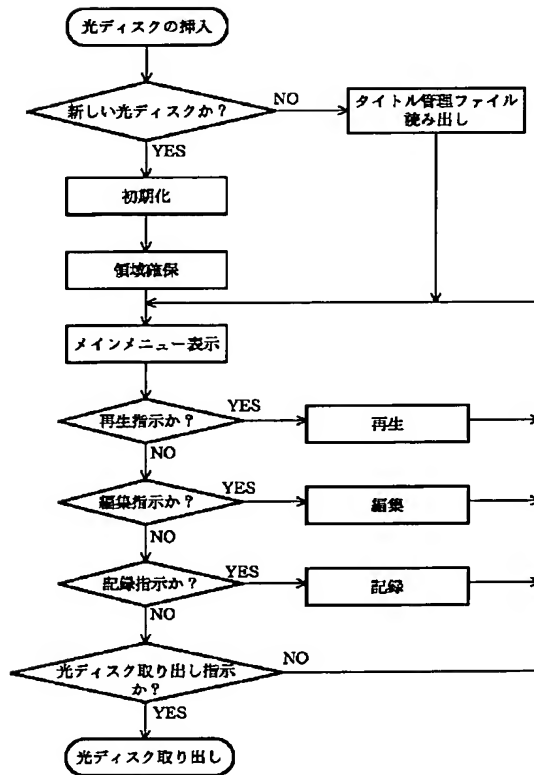 光ディスクの挿入
新しい光ディスクか？
NO
タイトル管理ファイル
読み出し
YES
初期化
領域確保
メインメニュー表示
再生指示か？
YES
再生
NO
編集指示か？
YES
編集
NO
記録指示か？
YES
記録
NO
光ディスク取り出し指示
か？
NO
YES
光ディスク取り出し